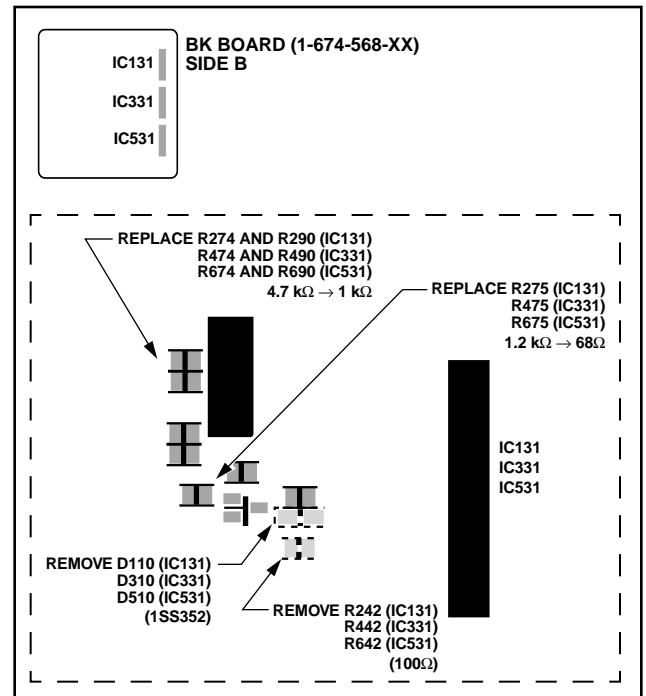 BK BOARD (1-674-568-XX)
SIDE B
IC131
IC331
IC531
REPLACE R274 AND R290 (IC131)
R474 AND R490 (IC331)
R674 AND R690 (IC531)
4.7 kΩ → 1 kΩ
REPLACE R275 (IC131)
R475 (IC331)
R675 (IC531)
1.2 kΩ → 68Ω
IC131
IC331
IC531
REMOVE D110 (IC131)
D310 (IC331)
D510 (IC531)
(1SS352)
REMOVE R242 (IC131)
R442 (IC331)
R642 (IC531)
(100Ω)